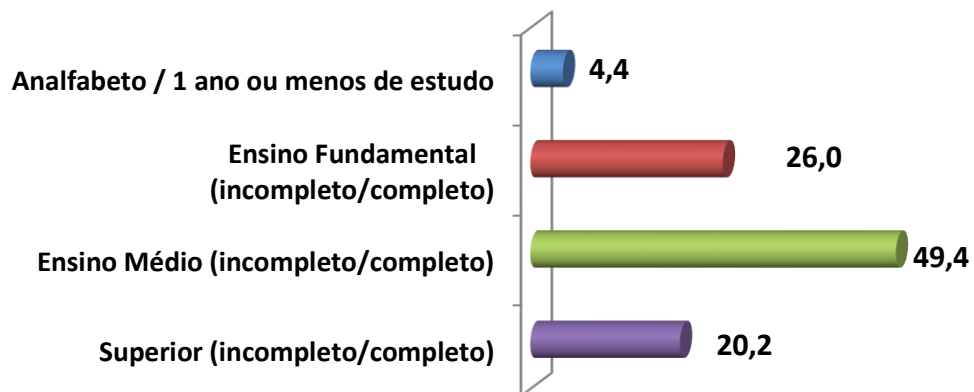 Analfabeto / 1 ano ou menos de estudo
4,4
Ensino Fundamental
(incompleto/completo)
26,0
Ensino Médio (incompleto/completo)
49,4
Superior (incompleto/completo)
20,2